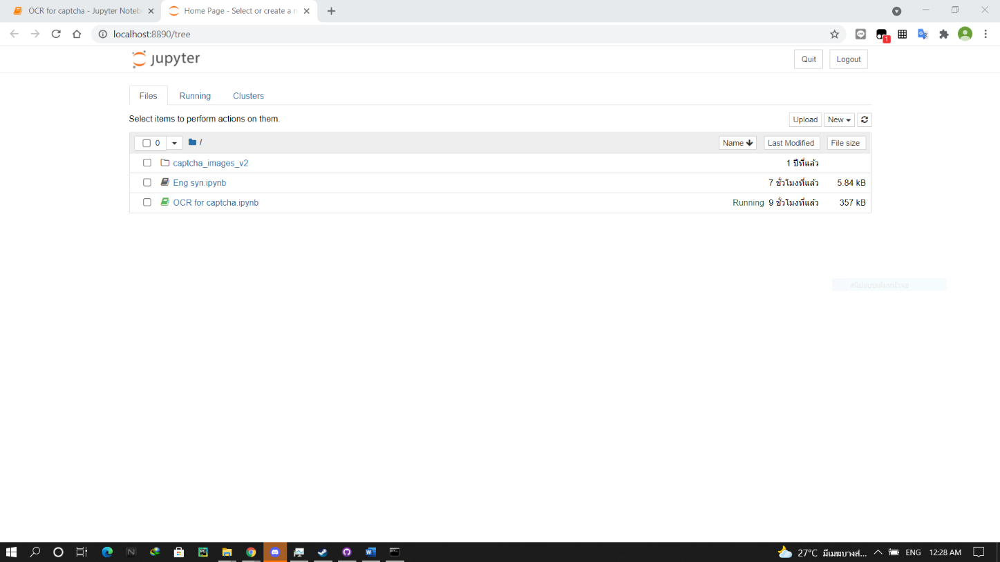 OCR for captcha - Jupyter Noteb
Home Page - Select or create a n
localhost:8890/tree
1
jupyter
Quit
Logout
Files
Running
Clusters
Select items to perform actions on them.
Upload
New
0
/
Name
Last Modified
File size
captcha_images_v2
1 ปีที่แล้ว
Eng syn.ipynb
7 ชั่วโมงที่แล้ว
5.84 kB
OCR for captcha.ipynb
Running
9 ชั่วโมงที่แล้ว
357 kB
27°C มีเมฆบางส่...
ENG
12:28 AM